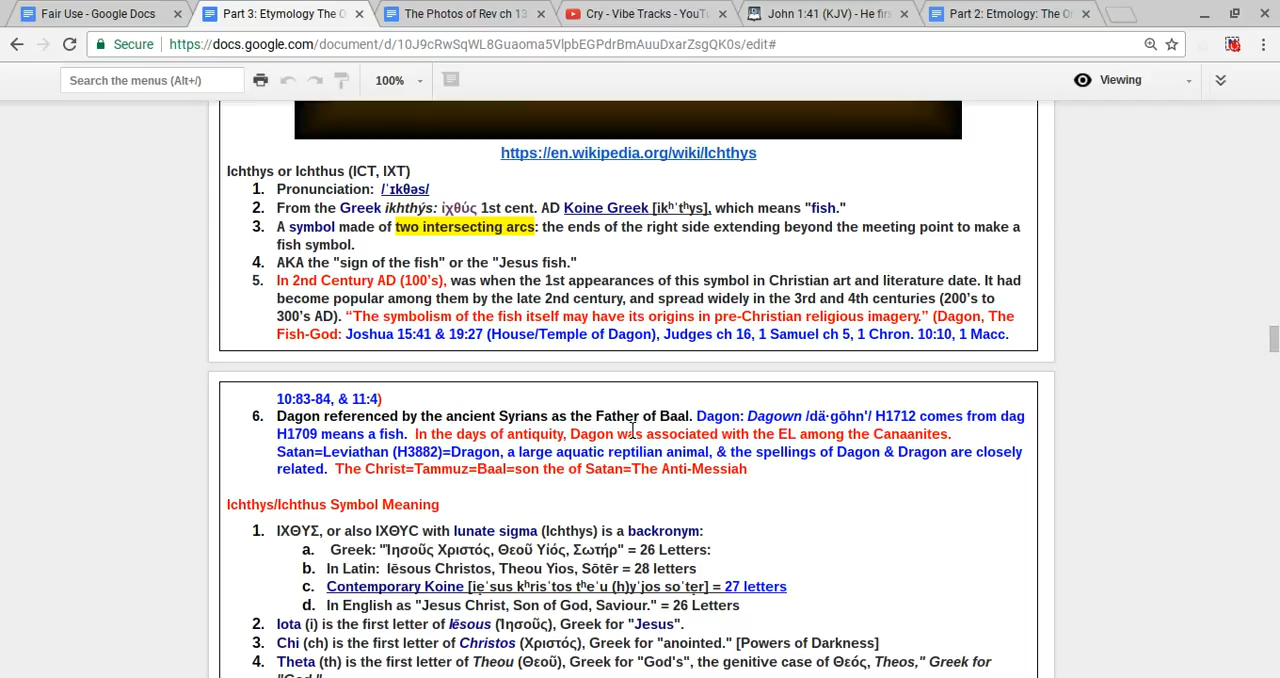 Fair Use - Google Docs
Part 3: Etymology The O
The Photos of Rev ch 13
Cry - Vibe Tracks - YouTu
John 1:41 (KJV) - He firs
Part 2: Etmology: The Or
Secure
https://docs.google.com/document/d/10J9cRwSqWL8Guaoma5VlpbEGPdrBmAuuDxarZsgQK0s/edit#
Search the menus (Alt+/)
100%
Viewing
https://en.wikipedia.org/wiki/Ichthys
Ichthys or Ichthus (ICT, IXT)
1. Pronunciation: /ˈɪkθəs/
2. From the Greek ikhthýs: ἰχθύς 1st cent. AD Koine Greek [ikʰˈtʰys], which means "fish."
3. A symbol made of two intersecting arcs: the ends of the right side extending beyond the meeting point to make a
fish symbol.
4. AKA the "sign of the fish" or the "Jesus fish."
5. In 2nd Century AD (100's), was when the 1st appearances of this symbol in Christian art and literature date. It had
become popular among them by the late 2nd century, and spread widely in the 3rd and 4th centuries (200's to
300's AD). “The symbolism of the fish itself may have its origins in pre-Christian religious imagery.” (Dagon, The
Fish-God: Joshua 15:41 & 19:27 (House/Temple of Dagon), Judges ch 16, 1 Samuel ch 5, 1 Chron. 10:10, 1 Macc.
10:83-84, & 11:4)
6. Dagon referenced by the ancient Syrians as the Father of Baal. Dagon: Dagown /dä·gōhn'/ H1712 comes from dag
H1709 means a fish. In the days of antiquity, Dagon was associated with the EL among the Canaanites.
Satan=Leviathan (H3882)=Dragon, a large aquatic reptilian animal, & the spellings of Dagon & Dragon are closely
related. The Christ=Tammuz=Baal=son the of Satan=The Anti-Messiah
Ichthys/Ichthus Symbol Meaning
1. ΙΧΘΥΣ, or also ΙΧΘΥC with lunate sigma (Ichthys) is a backronym:
a. Greek: "Ἰησοῦς Χριστός, Θεοῦ Υἱός, Σωτήρ" = 26 Letters:
b. In Latin: Iēsous Christos, Theou Yios, Sōtēr = 28 letters
c. Contemporary Koine [ie̝ˈsus kʰrisˈtos tʰeˈu (h)yˈjos soˈte̝r] = 27 letters
d. In English as "Jesus Christ, Son of God, Saviour." = 26 Letters
2. Iota (i) is the first letter of Iēsous (Ἰησοῦς), Greek for "Jesus".
3. Chi (ch) is the first letter of Christos (Χριστός), Greek for "anointed." [Powers of Darkness]
4. Theta (th) is the first letter of Theou (Θεοῦ), Greek for "God's", the genitive case of Θεός, Theos," Greek for
"God."